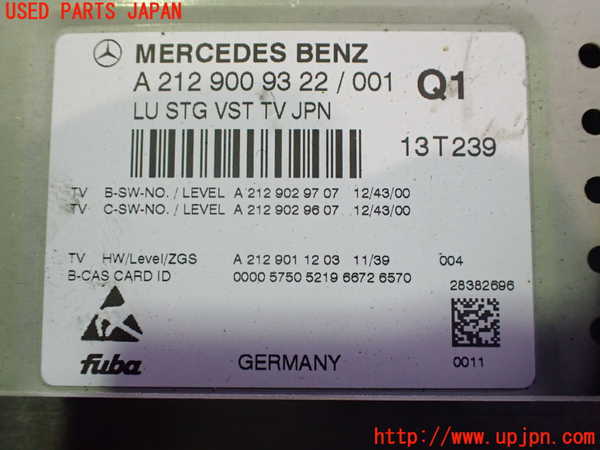 USED PARTS JAPAN
MERCEDES BENZ
A 212 900 93 22 / 001 Q1
LU STG VST TV JPN
13T239
TV B-SW-NO. / LEVEL A 212 902 97 07 12/43/00
TV C-SW-NO. / LEVEL A 212 902 96 07 12/43/00
TV HW/Level/ZGS A 212 901 12 03 11/39 004
B-CAS CARD ID 0000 5750 5219 6672 6570
28382696
fuba GERMANY 0011
UPJ
http://www.upjpn.com/